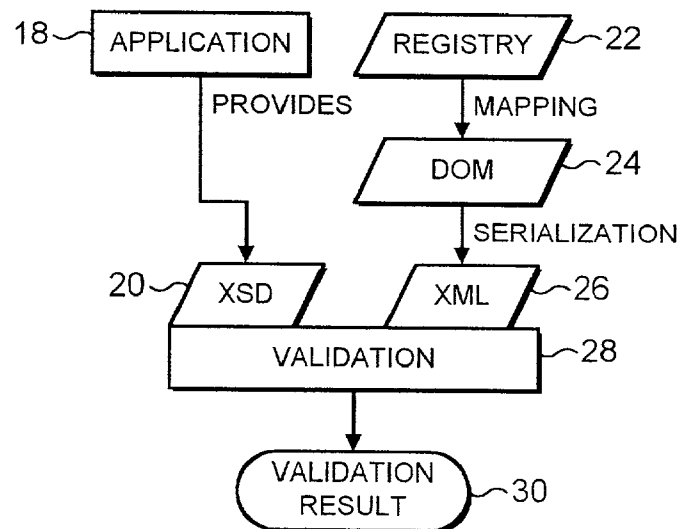 18 APPLICATION
REGISTRY 22
PROVIDES
MAPPING
DOM 24
SERIALIZATION
20 XSD
XML 26
VALIDATION 28
VALIDATION
RESULT 30